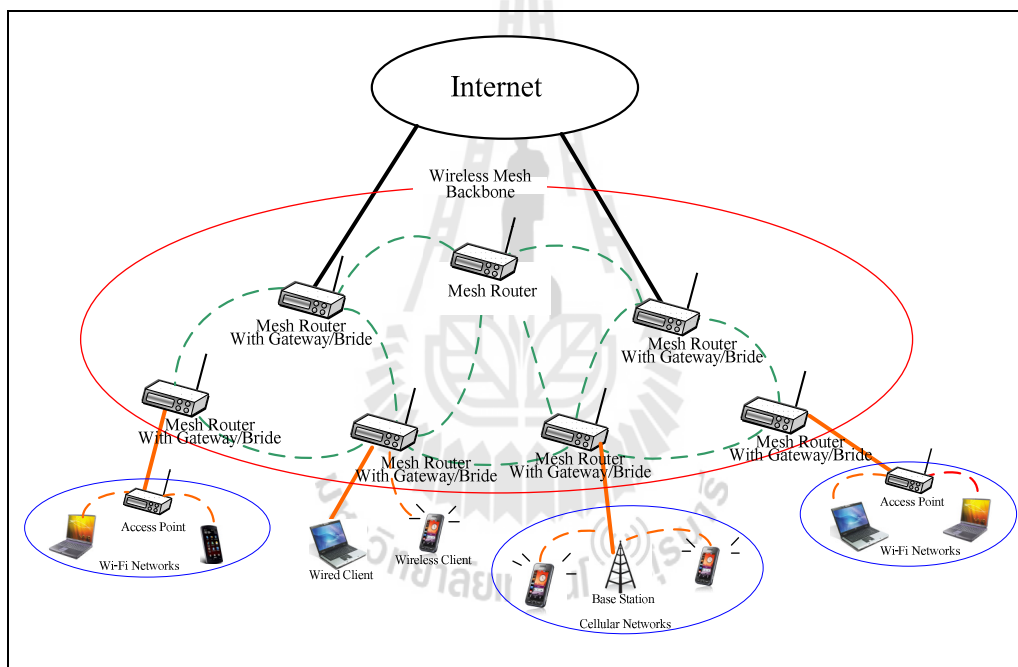 Internet
Wireless Mesh
Backbone
Mesh Router
Mesh Router
With Gateway/Bride
Mesh Router
With Gateway/Bride
Mesh Router
With Gateway/Bride
Mesh Router
With Gateway/Bride
Mesh Router
With Gateway/Bride
Mesh Router
With Gateway/Bride
Access Point
Wi-Fi Networks
Wired Client
Wireless Client
Base Station
Cellular Networks
Access Point
Wi-Fi Networks